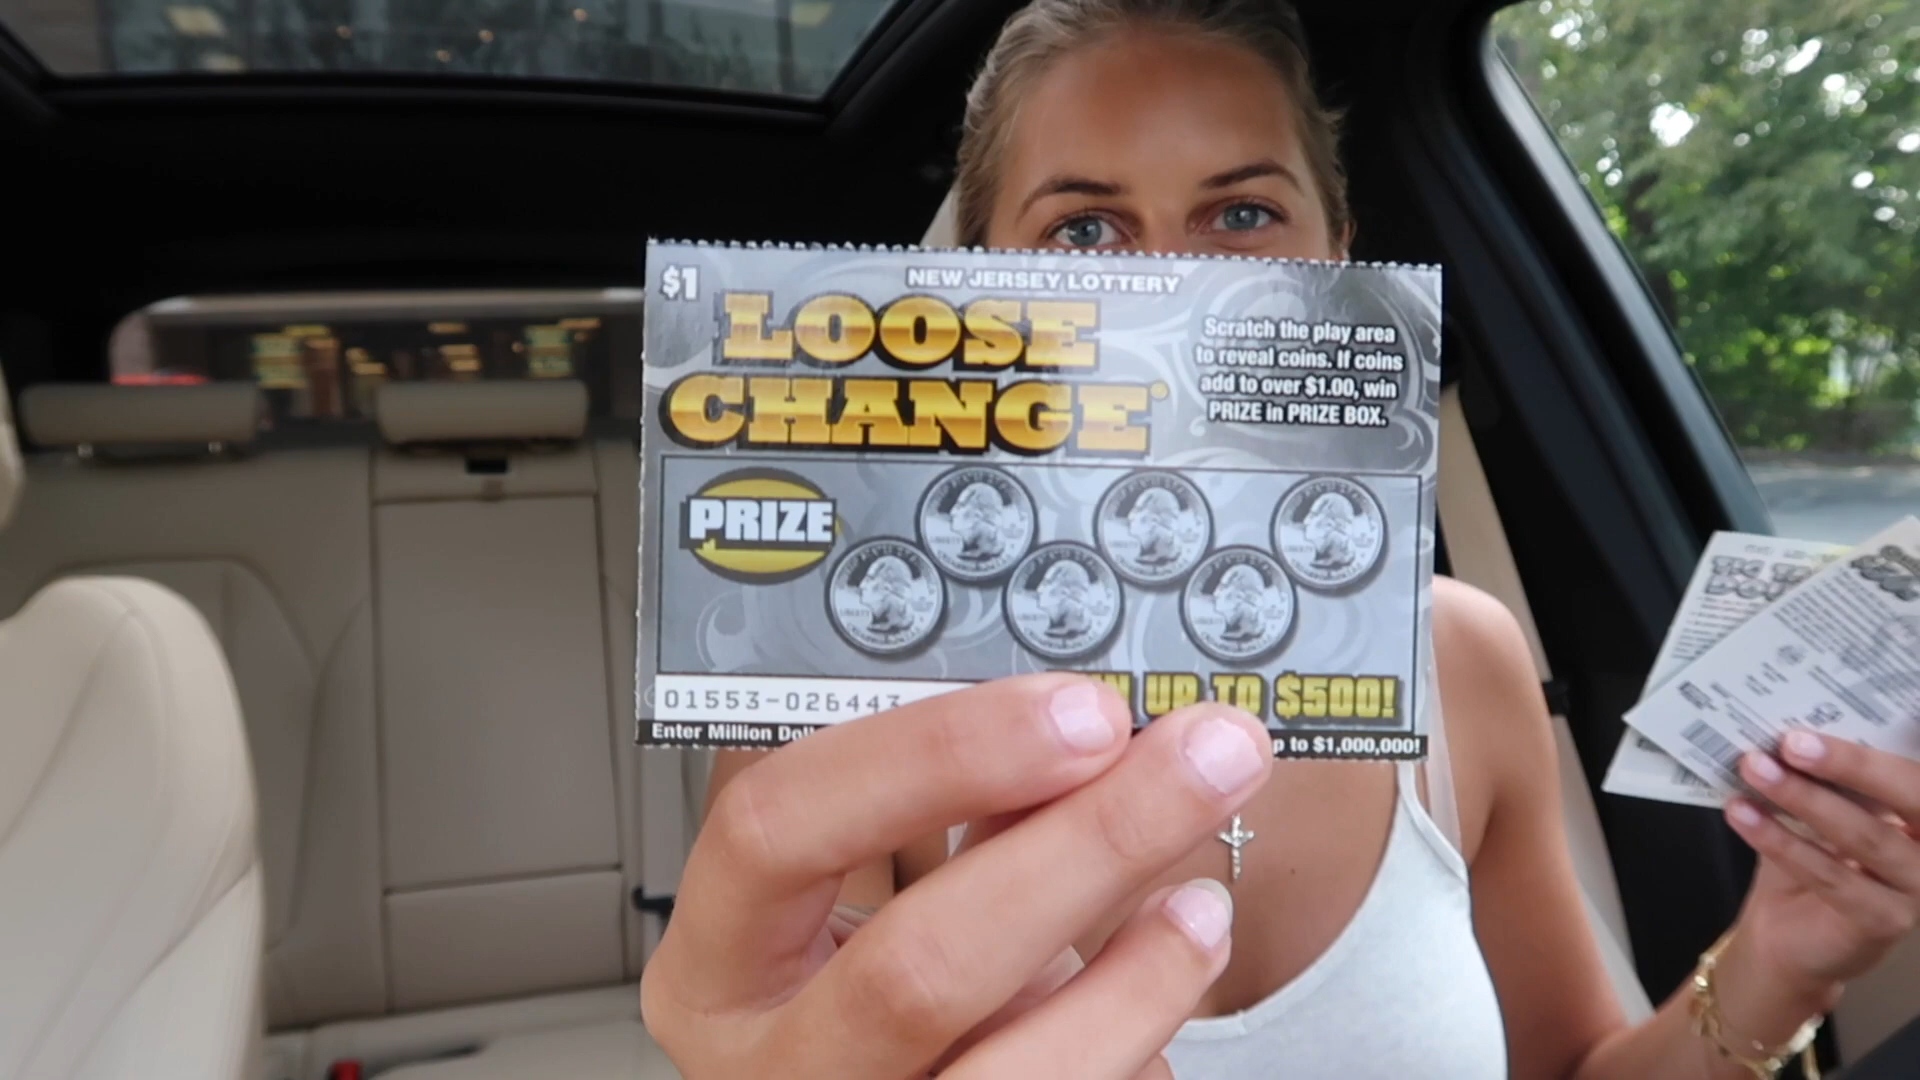 $1
NEW JERSEY LOTTERY
LOOSE
CHANGE
Scratch the play area
to reveal coins. If coins
add to over $1.00, win
PRIZE in PRIZE BOX.
PRIZE
01553-026443
UP TO $500!
Enter Million
to $1,000,000!